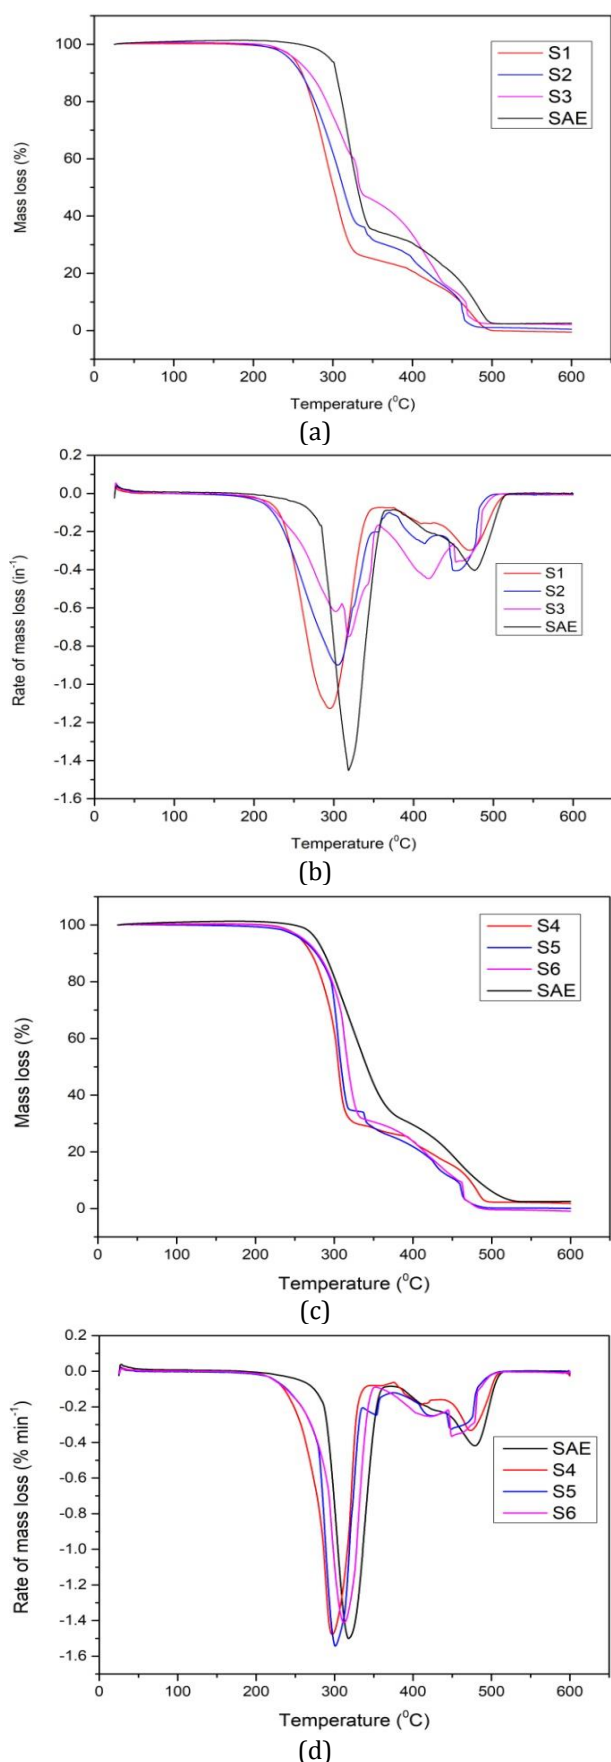 100
80
60
40
20
0
Mass loss (%)
S1
S2
S3
SAE
0 100 200 300 400 500 600
Temperature (⁰C)
(a)
0.2
0.0
-0.2
-0.4
-0.6
-0.8
-1.0
-1.2
-1.4
-1.6
Rate of mass loss (in⁻¹)
S1
S2
S3
SAE
0 100 200 300 400 500 600
Temperature (⁰C)
(b)
100
80
60
40
20
0
Mass loss (%)
S4
S5
S6
SAE
0 100 200 300 400 500 600
Temperature (⁰C)
(c)
0.2
0.0
-0.2
-0.4
-0.6
-0.8
-1.0
-1.2
-1.4
-1.6
Rate of mass loss (% min⁻¹)
SAE
S4
S5
S6
0 100 200 300 400 500 600
Temperature (⁰C)
(d)